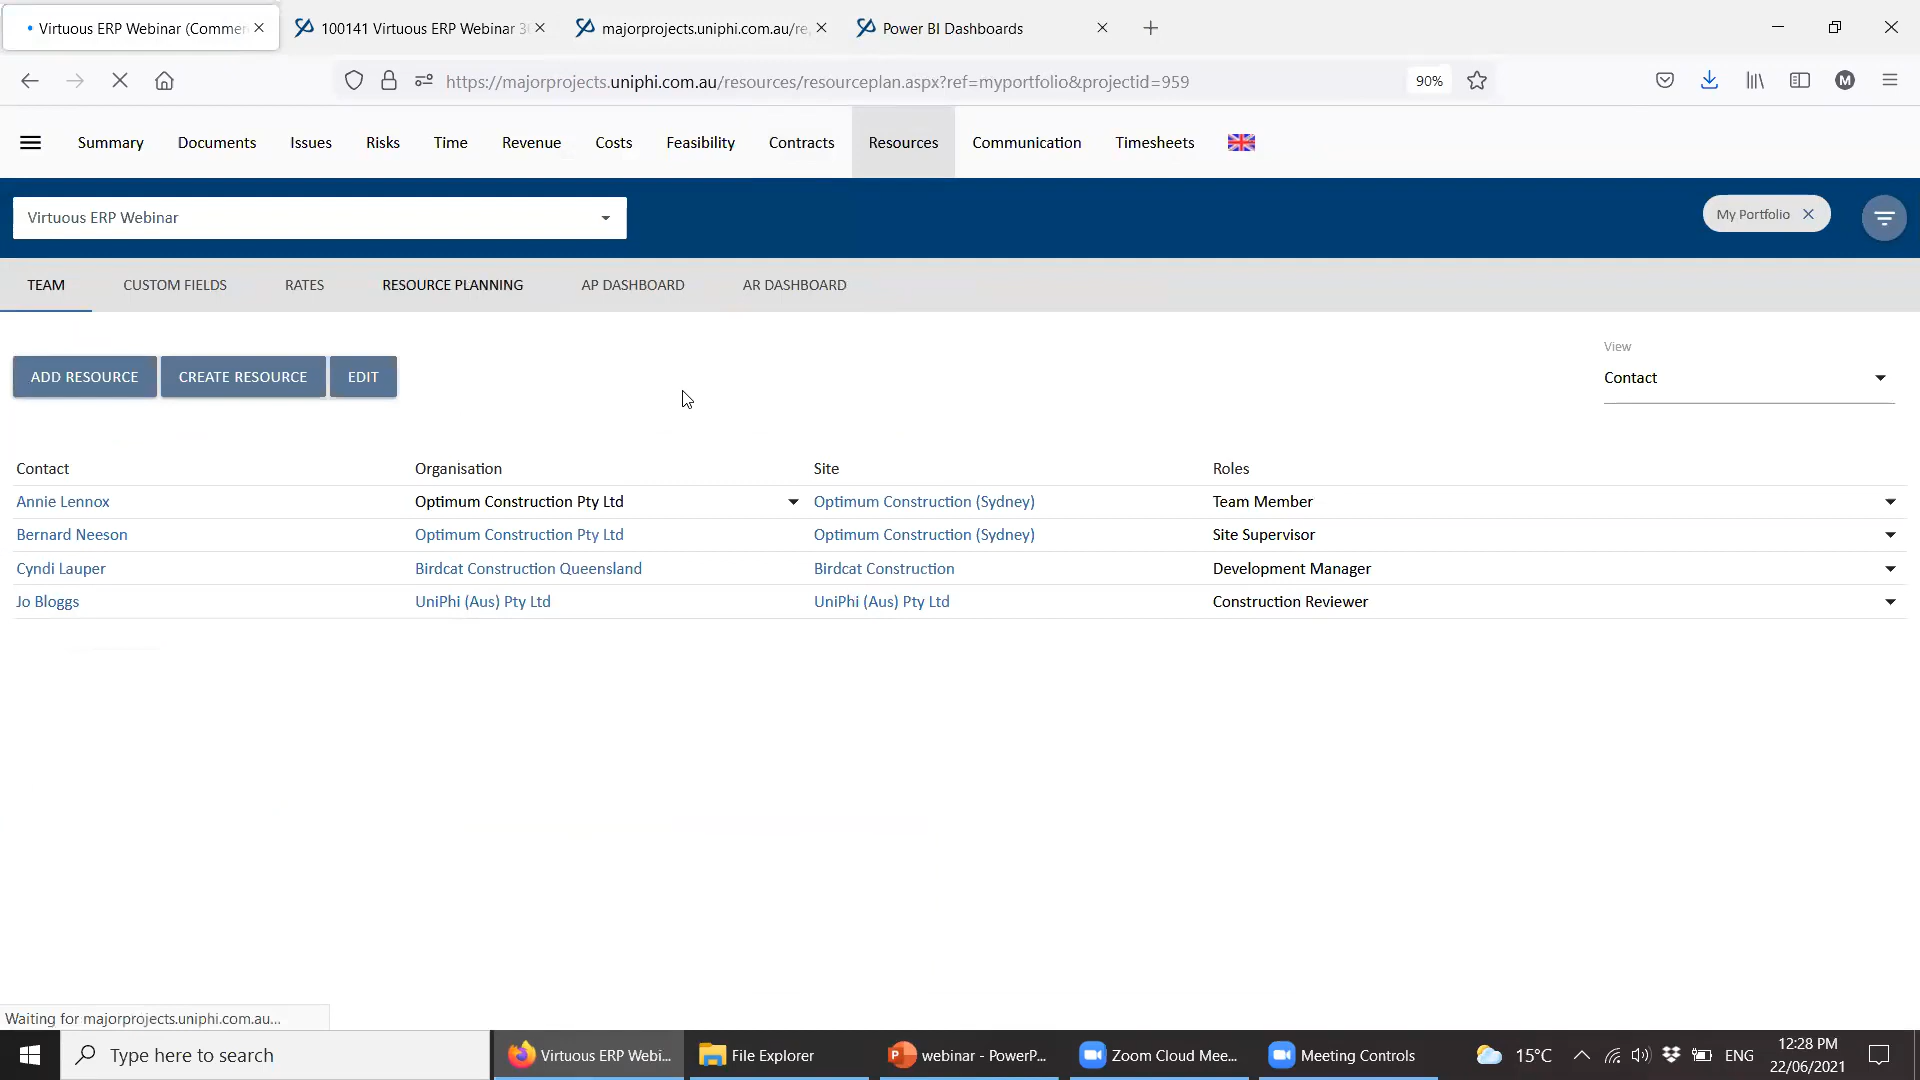 Virtuous ERP Webinar (Commer
100141 Virtuous ERP Webinar
majorprojects.uniphi.com.au/re
Power BI Dashboards
https://majorprojects.uniphi.com.au/resources/resourceplan.aspx?ref=myportfolio&projectid=959
90%
M
Summary Documents Issues Risks Time Revenue Costs Feasibility Contracts Resources Communication Timesheets
Virtuous ERP Webinar
My Portfolio
TEAM CUSTOM FIELDS RATES RESOURCE PLANNING AP DASHBOARD AR DASHBOARD
View
ADD RESOURCE CREATE RESOURCE EDIT
Contact
Contact Organisation Site Roles
Annie Lennox Optimum Construction Pty Ltd Optimum Construction (Sydney) Team Member
Bernard Neeson Optimum Construction Pty Ltd Optimum Construction (Sydney) Site Supervisor
Cyndi Lauper Birdcat Construction Queensland Birdcat Construction Development Manager
Jo Bloggs UniPhi (Aus) Pty Ltd UniPhi (Aus) Pty Ltd Construction Reviewer
Waiting for majorprojects.uniphi.com.au...
Type here to search
Virtuous ERP Webi...
File Explorer
webinar - PowerP...
Zoom Cloud Mee...
Meeting Controls
15°C
ENG
12:28 PM
22/06/2021